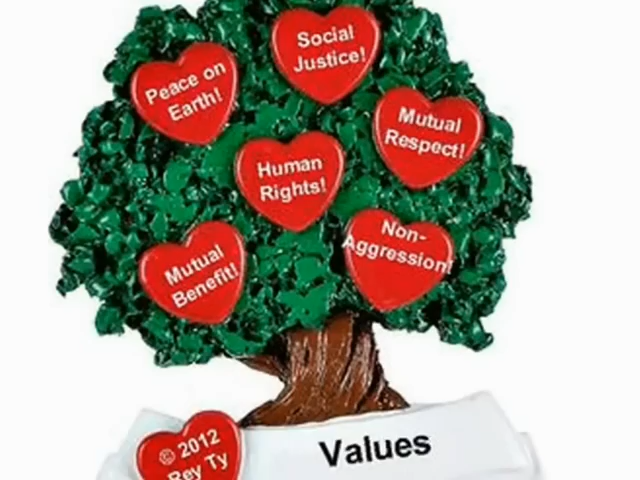 Social
Justice!
Peace on
Earth!
Mutual
Respect!
Human
Rights!
Non-
Aggression!
Mutual
Benefit!
© 2012
Rey Ty
Values